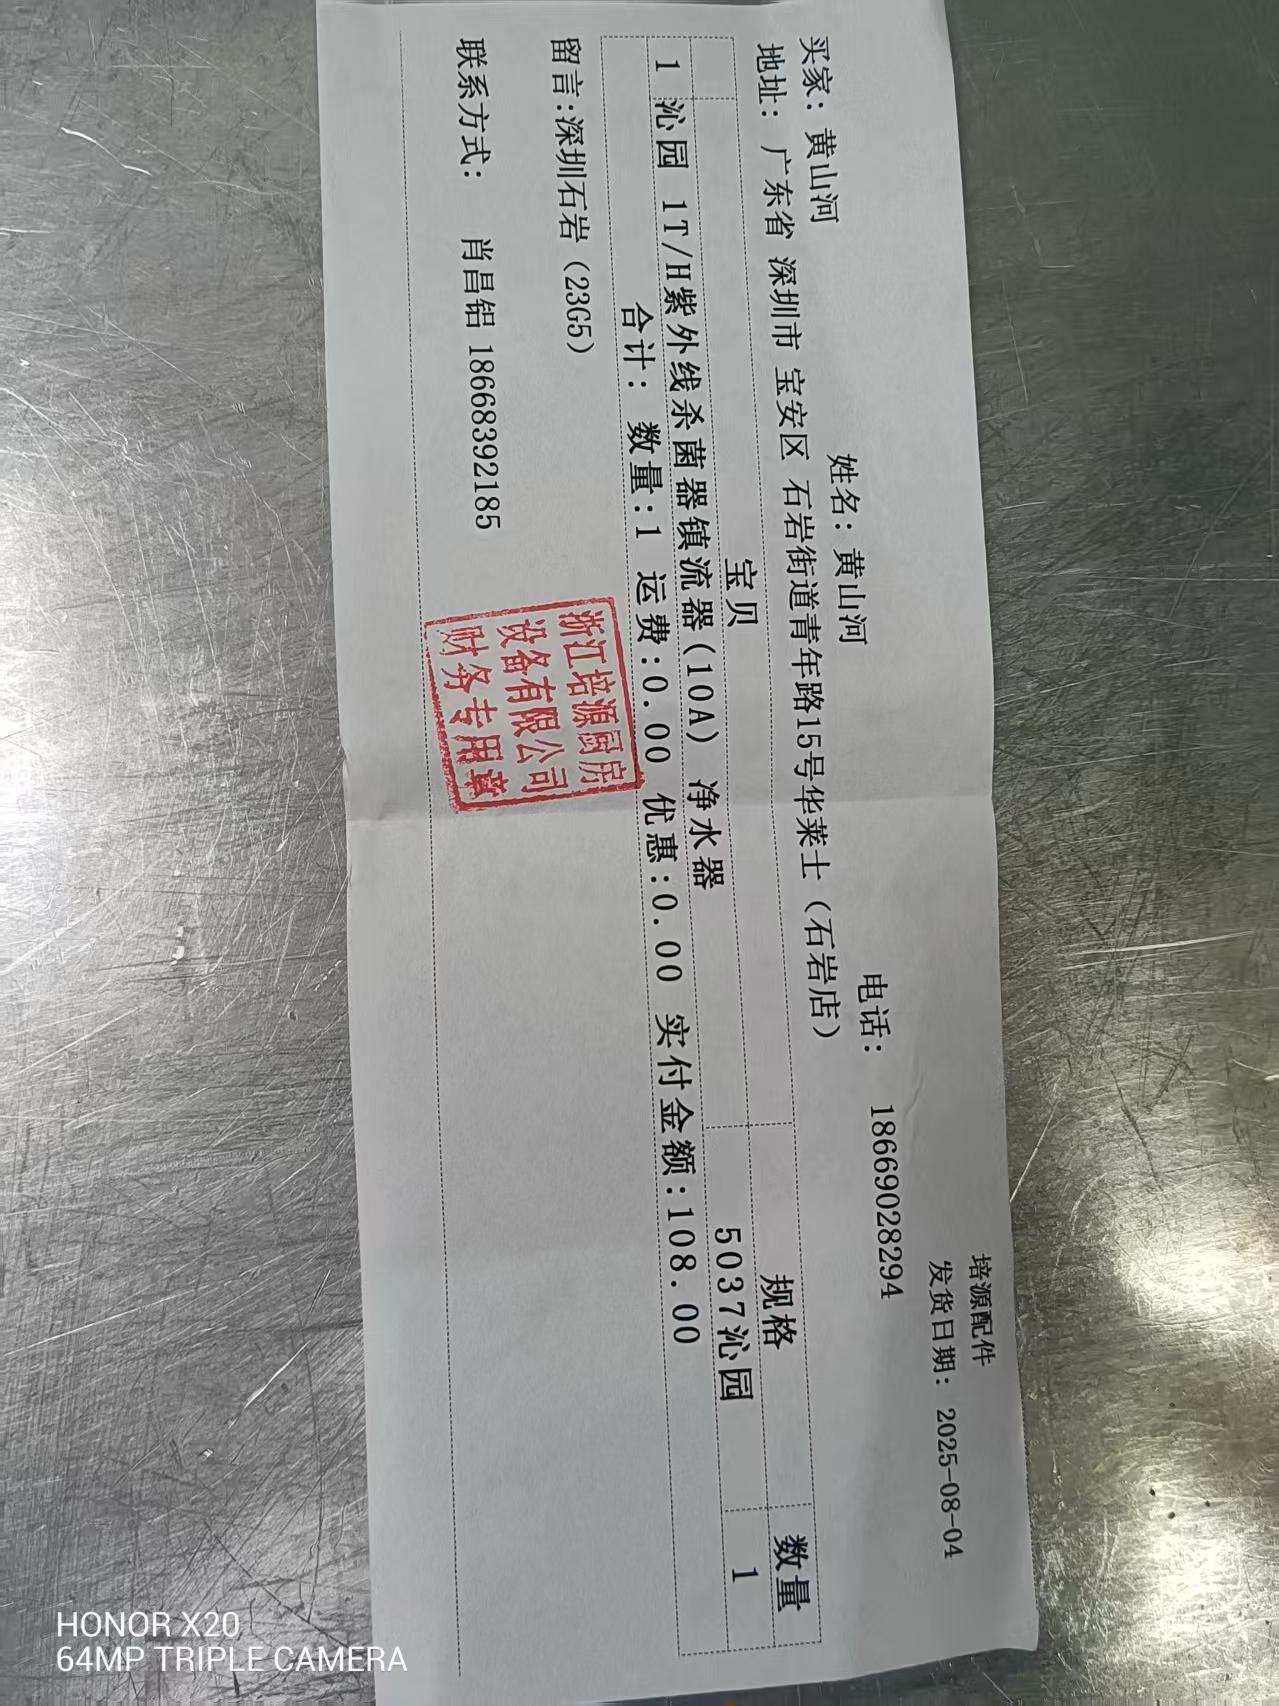 培源配件
发货日期： 2025-08-04
买家：黄山河 姓名：黄山河 电话： 18669028294
地址： 广东省 深圳市 宝安区 石岩街道青年路15号华莱士（石岩店）
宝贝 规格 数量
1 沁园 1T/H紫外线杀菌器镇流器(10A) 净水器 5037沁园 1
合计： 数量:1 运费:0.00 优惠:0.00 实付金额:108.00
留言:深圳石岩（23G5）
联系方式： 肖昌铝 18668392185
浙江培源厨房
设备有限公司
财务专用章
HONOR X20
64MP TRIPLE CAMERA